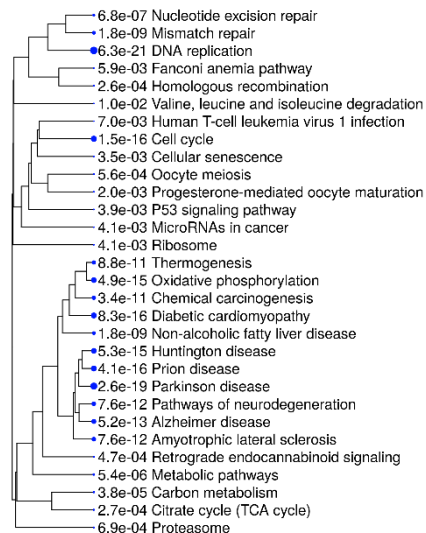 6.8e-07 Nucleotide excision repair
1.8e-09 Mismatch repair
6.3e-21 DNA replication
5.9e-03 Fanconi anemia pathway
2.6e-04 Homologous recombination
1.0e-02 Valine, leucine and isoleucine degradation
7.0e-03 Human T-cell leukemia virus 1 infection
1.5e-16 Cell cycle
3.5e-03 Cellular senescence
5.6e-04 Oocyte meiosis
2.0e-03 Progesterone-mediated oocyte maturation
3.9e-03 P53 signaling pathway
4.1e-03 MicroRNAs in cancer
4.1e-03 Ribosome
8.8e-11 Thermogenesis
4.9e-15 Oxidative phosphorylation
3.4e-11 Chemical carcinogenesis
8.3e-16 Diabetic cardiomyopathy
1.8e-09 Non-alcoholic fatty liver disease
5.3e-15 Huntington disease
4.1e-16 Prion disease
2.6e-19 Parkinson disease
7.6e-12 Pathways of neurodegeneration
5.2e-13 Alzheimer disease
7.6e-12 Amyotrophic lateral sclerosis
4.7e-04 Retrograde endocannabinoid signaling
5.4e-06 Metabolic pathways
3.8e-05 Carbon metabolism
2.7e-04 Citrate cycle (TCA cycle)
6.9e-04 Proteasome